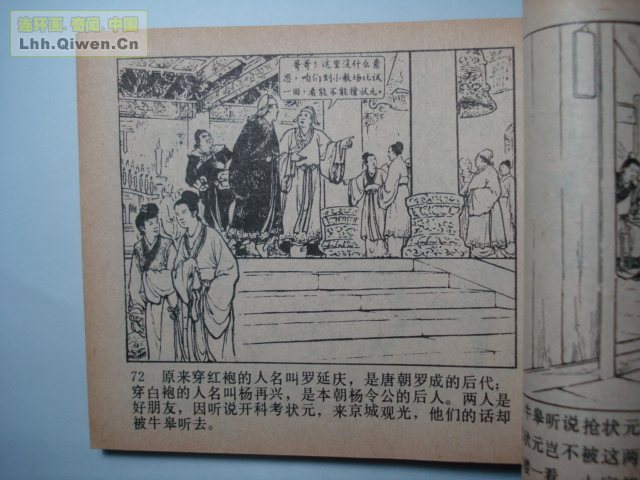 连环画.奇闻.中国
Lhh.Qiwen.Cn
哥哥！这里没什么意
思，咱们到小教场比试
一回，看能不能抢状元。
72 原来穿红袍的人名叫罗延庆，是唐朝罗成的后代；
穿白袍的人名叫杨再兴，是本朝杨令公的后人。两人是
好朋友，因听说开科考状元，来京城观光，他们的话却
被牛皋听去。
牛皋听说抢状元
状元岂不被这两
一看